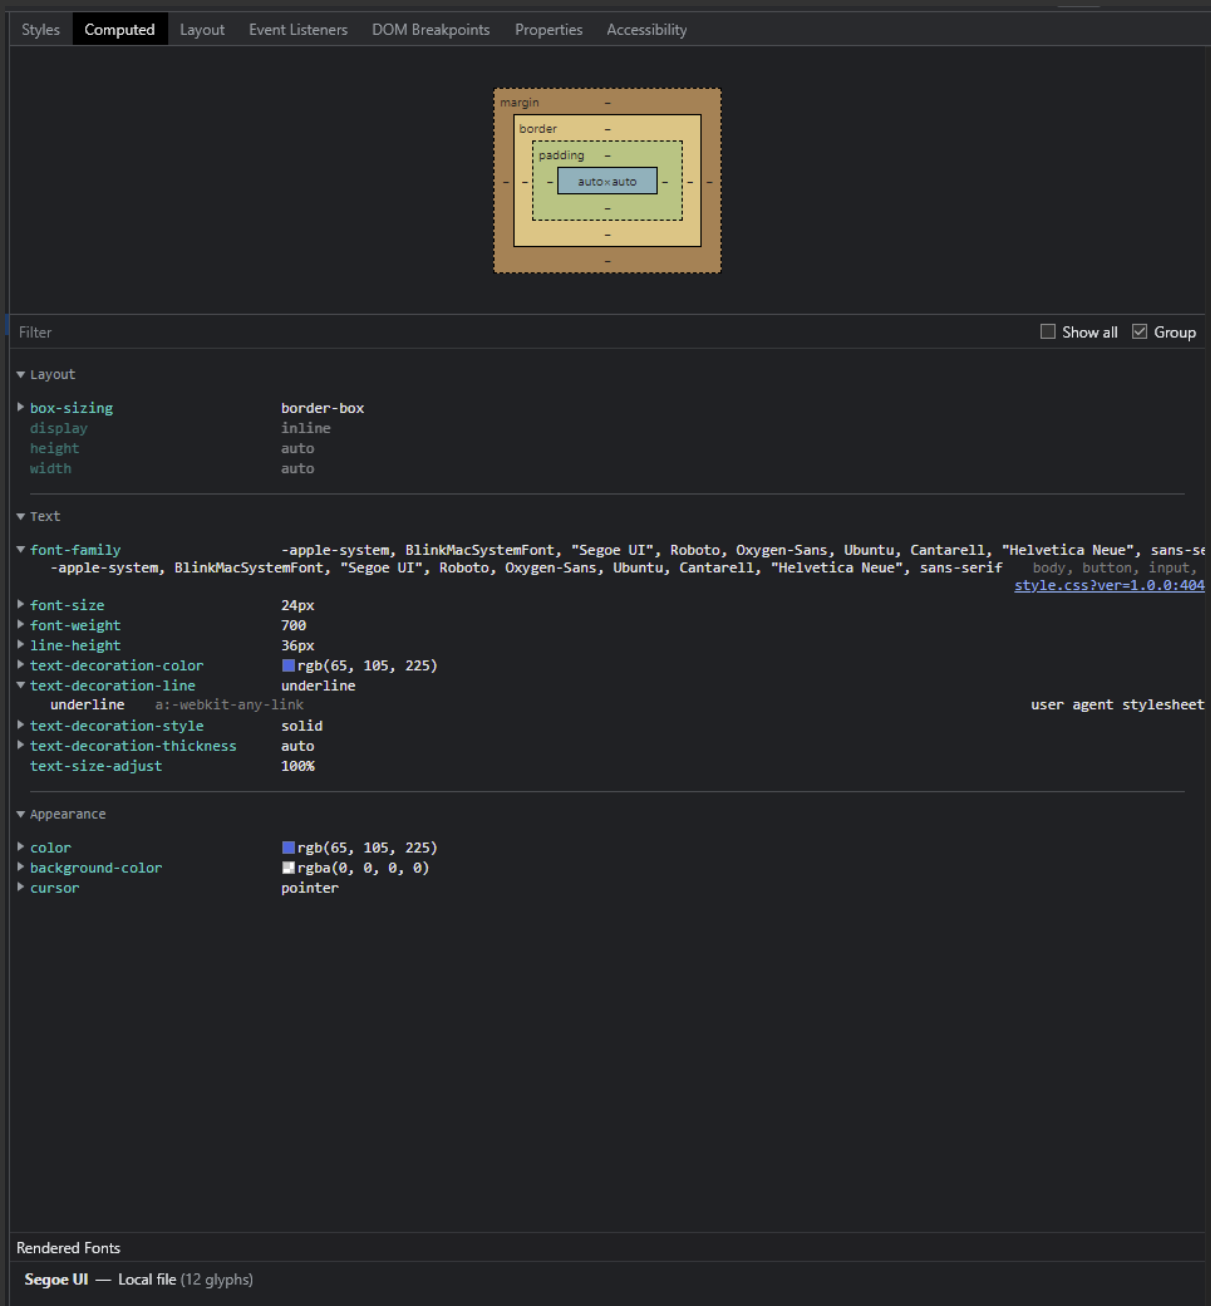 Styles Computed Layout Event Listeners DOM Breakpoints Properties Accessibility
margin –
border –
padding –
– – – auto×auto – – –
–
–
–
Filter Show all Group
Layout
box-sizing border-box
display inline
height auto
width auto
Text
font-family -apple-system, BlinkMacSystemFont, "Segoe UI", Roboto, Oxygen-Sans, Ubuntu, Cantarell, "Helvetica Neue", sans-se
-apple-system, BlinkMacSystemFont, "Segoe UI", Roboto, Oxygen-Sans, Ubuntu, Cantarell, "Helvetica Neue", sans-serif body, button, input,
style.css?ver=1.0.0:404
font-size 24px
font-weight 700
line-height 36px
text-decoration-color rgb(65, 105, 225)
text-decoration-line underline
underline a:-webkit-any-link user agent stylesheet
text-decoration-style solid
text-decoration-thickness auto
text-size-adjust 100%
Appearance
color rgb(65, 105, 225)
background-color rgba(0, 0, 0, 0)
cursor pointer
Rendered Fonts
Segoe UI — Local file (12 glyphs)